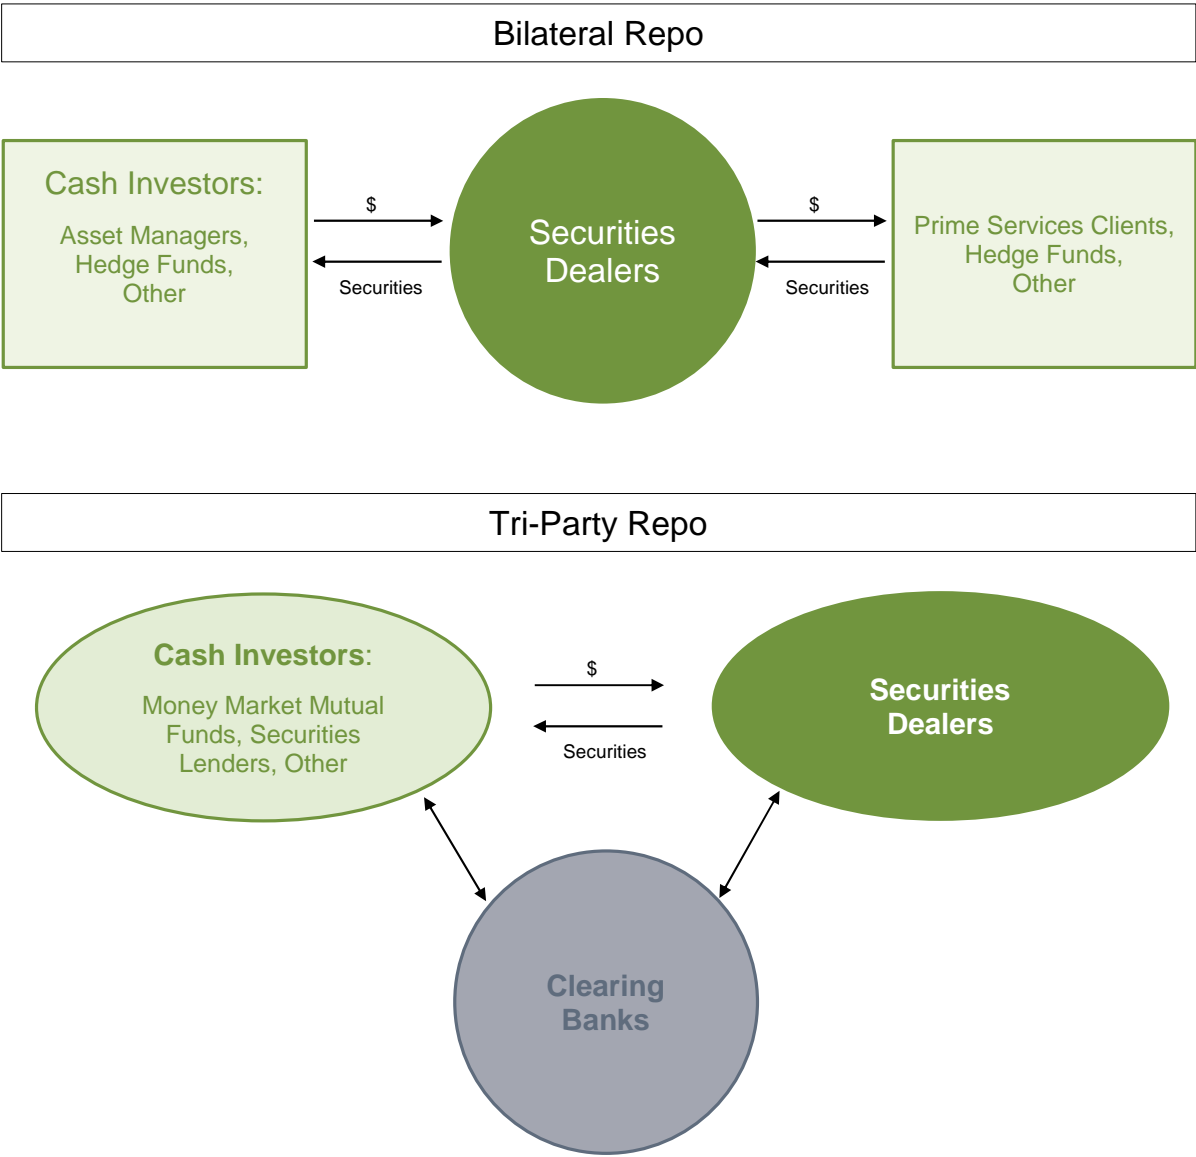 Bilateral Repo
Cash Investors:
Asset Managers,
Hedge Funds,
Other
$
Securities
Securities
Dealers
$
Securities
Prime Services Clients,
Hedge Funds,
Other
Tri-Party Repo
Cash Investors:
Money Market Mutual
Funds, Securities
Lenders, Other
$
Securities
Securities
Dealers
Clearing
Banks